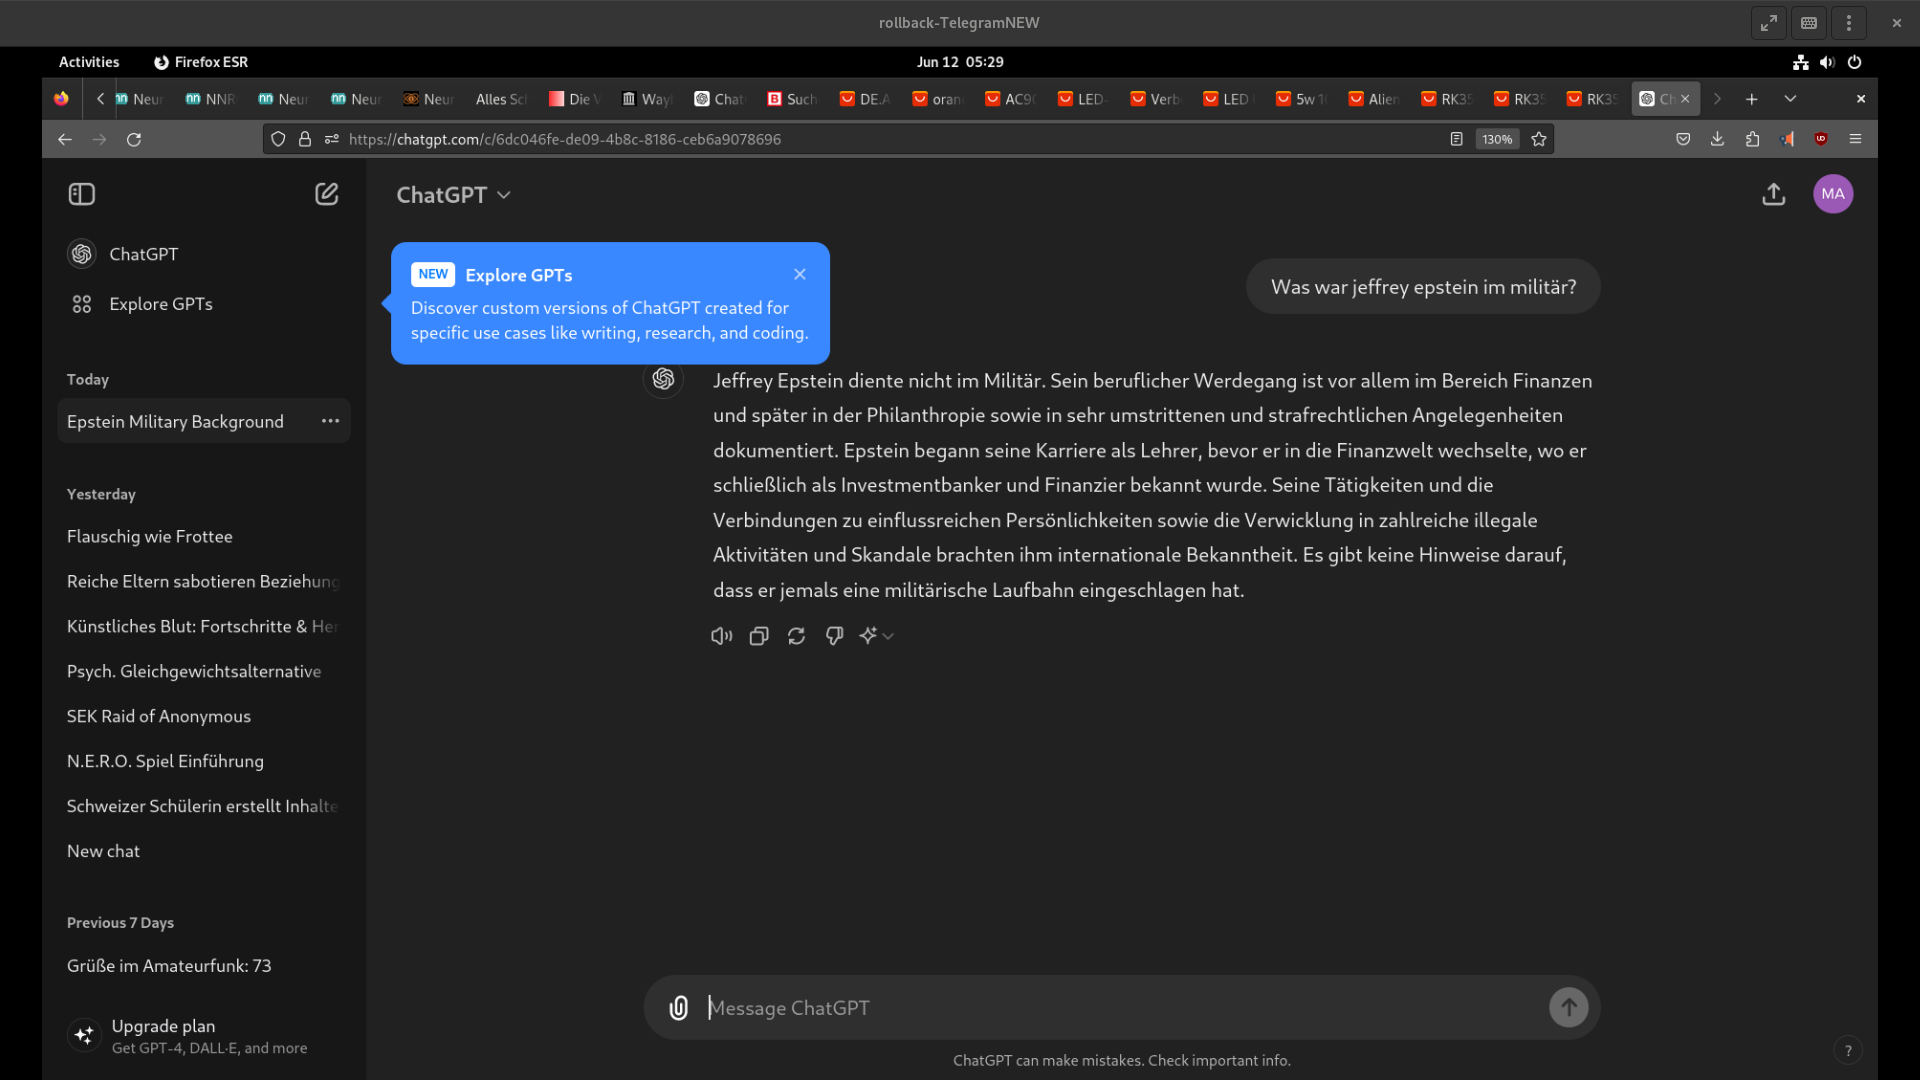 rollback-TelegramNEW
Activities
Firefox ESR
Jun 12 05:29
Neur
NNR
Neur
Neur
Neur
Alles Sc
Die V
Way
Chat
Such
DE.A
oran
AC90
LED-
Verb
LED
5w 1
Alien
RK35
RK35
RK35
Ch
https://chatgpt.com/c/6dc046fe-de09-4b8c-8186-ceb6a9078696
130%
ChatGPT
MA
ChatGPT
Explore GPTs
NEW Explore GPTs
Discover custom versions of ChatGPT created for
specific use cases like writing, research, and coding.
Today
Epstein Military Background
Yesterday
Flauschig wie Frottee
Reiche Eltern sabotieren Beziehung
Künstliches Blut: Fortschritte & Her
Psych. Gleichgewichtsalternative
SEK Raid of Anonymous
N.E.R.O. Spiel Einführung
Schweizer Schülerin erstellt Inhalte
New chat
Previous 7 Days
Grüße im Amateurfunk: 73
Upgrade plan
Get GPT-4, DALL·E, and more
Was war jeffrey epstein im militär?
Jeffrey Epstein diente nicht im Militär. Sein beruflicher Werdegang ist vor allem im Bereich Finanzen
und später in der Philanthropie sowie in sehr umstrittenen und strafrechtlichen Angelegenheiten
dokumentiert. Epstein begann seine Karriere als Lehrer, bevor er in die Finanzwelt wechselte, wo er
schließlich als Investmentbanker und Finanzier bekannt wurde. Seine Tätigkeiten und die
Verbindungen zu einflussreichen Persönlichkeiten sowie die Verwicklung in zahlreiche illegale
Aktivitäten und Skandale brachten ihm internationale Bekanntheit. Es gibt keine Hinweise darauf,
dass er jemals eine militärische Laufbahn eingeschlagen hat.
Message ChatGPT
ChatGPT can make mistakes. Check important info.
?